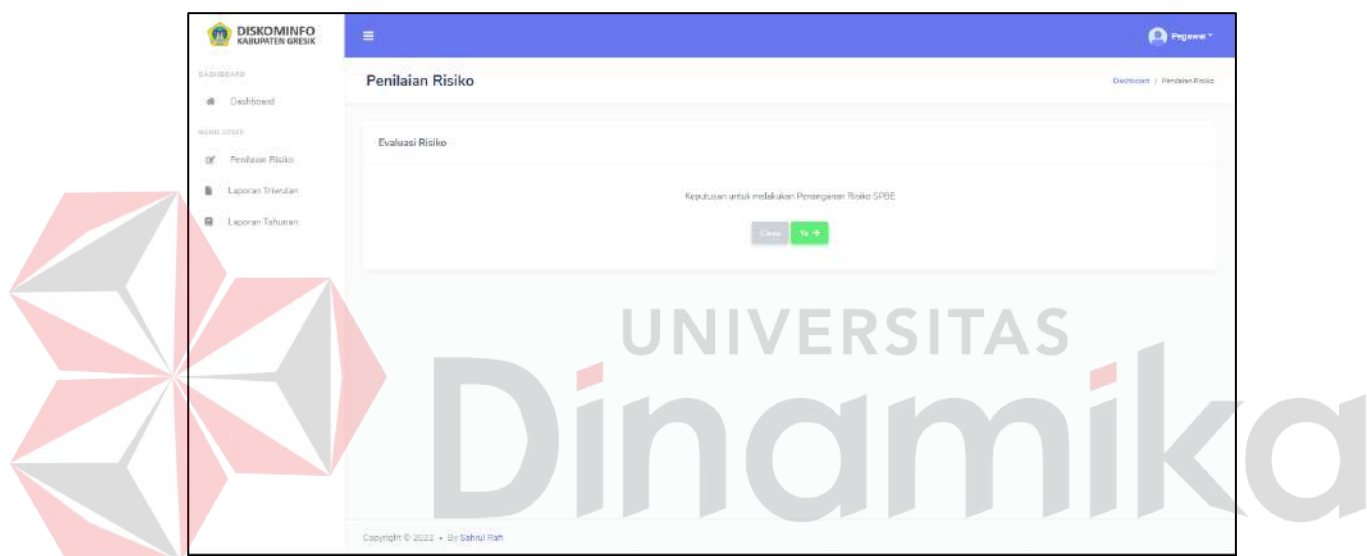 DISKOMINFO
KABUPATEN GRESIK
Pegawai
DASHBOARD
Dashboard
Penilaian Risiko
Dashboard / Penilaian Risiko
Penilaian Risiko
Laporan Triwulan
Laporan Tahunan
Evaluasi Risiko
Keputusan untuk melakukan Penanganan Risiko SPBE
Ya
UNIVERSITAS
Dinamika
Copyright © 2022 • By Sahrul Rafi